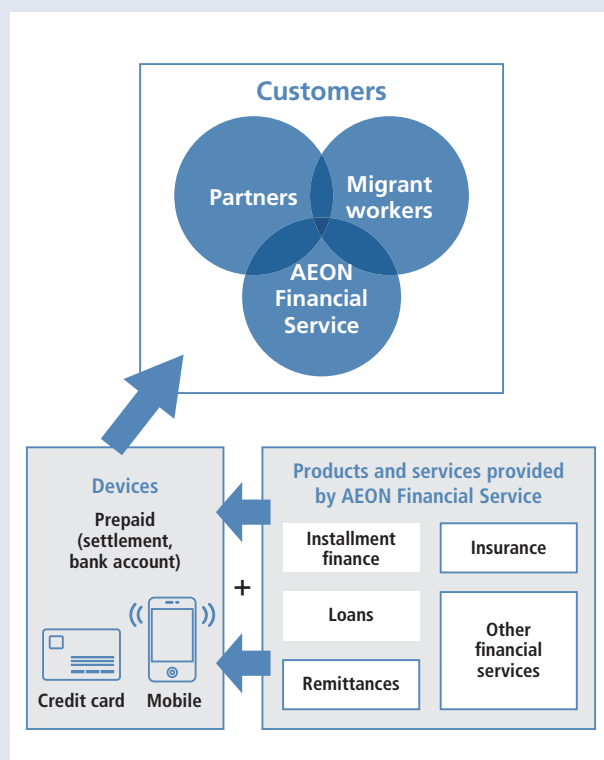 Customers
Partners
Migrant
workers
AEON
Financial
Service
Devices
Prepaid
(settlement,
bank account)
Credit card
Mobile
+
Products and services provided
by AEON Financial Service
Installment
finance
Insurance
Loans
Other
financial
services
Remittances